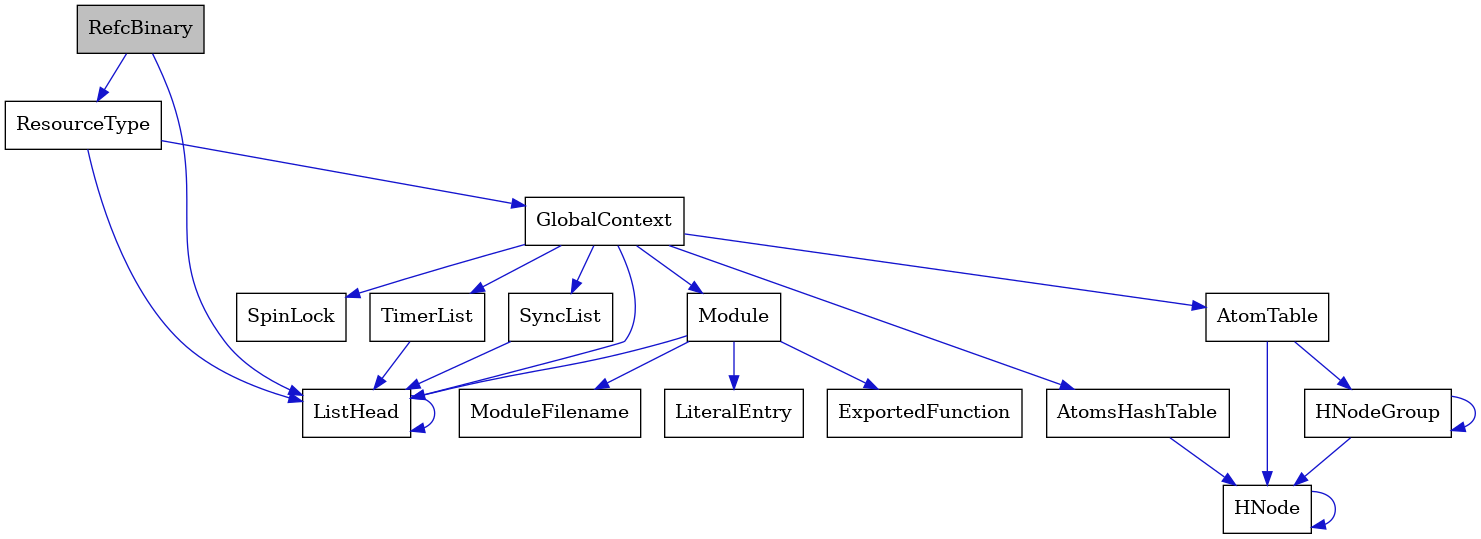 RefcBinary
ResourceType
GlobalContext
SpinLock
TimerList
SyncList
Module
AtomTable
ListHead
ModuleFilename
LiteralEntry
ExportedFunction
AtomsHashTable
HNodeGroup
HNode